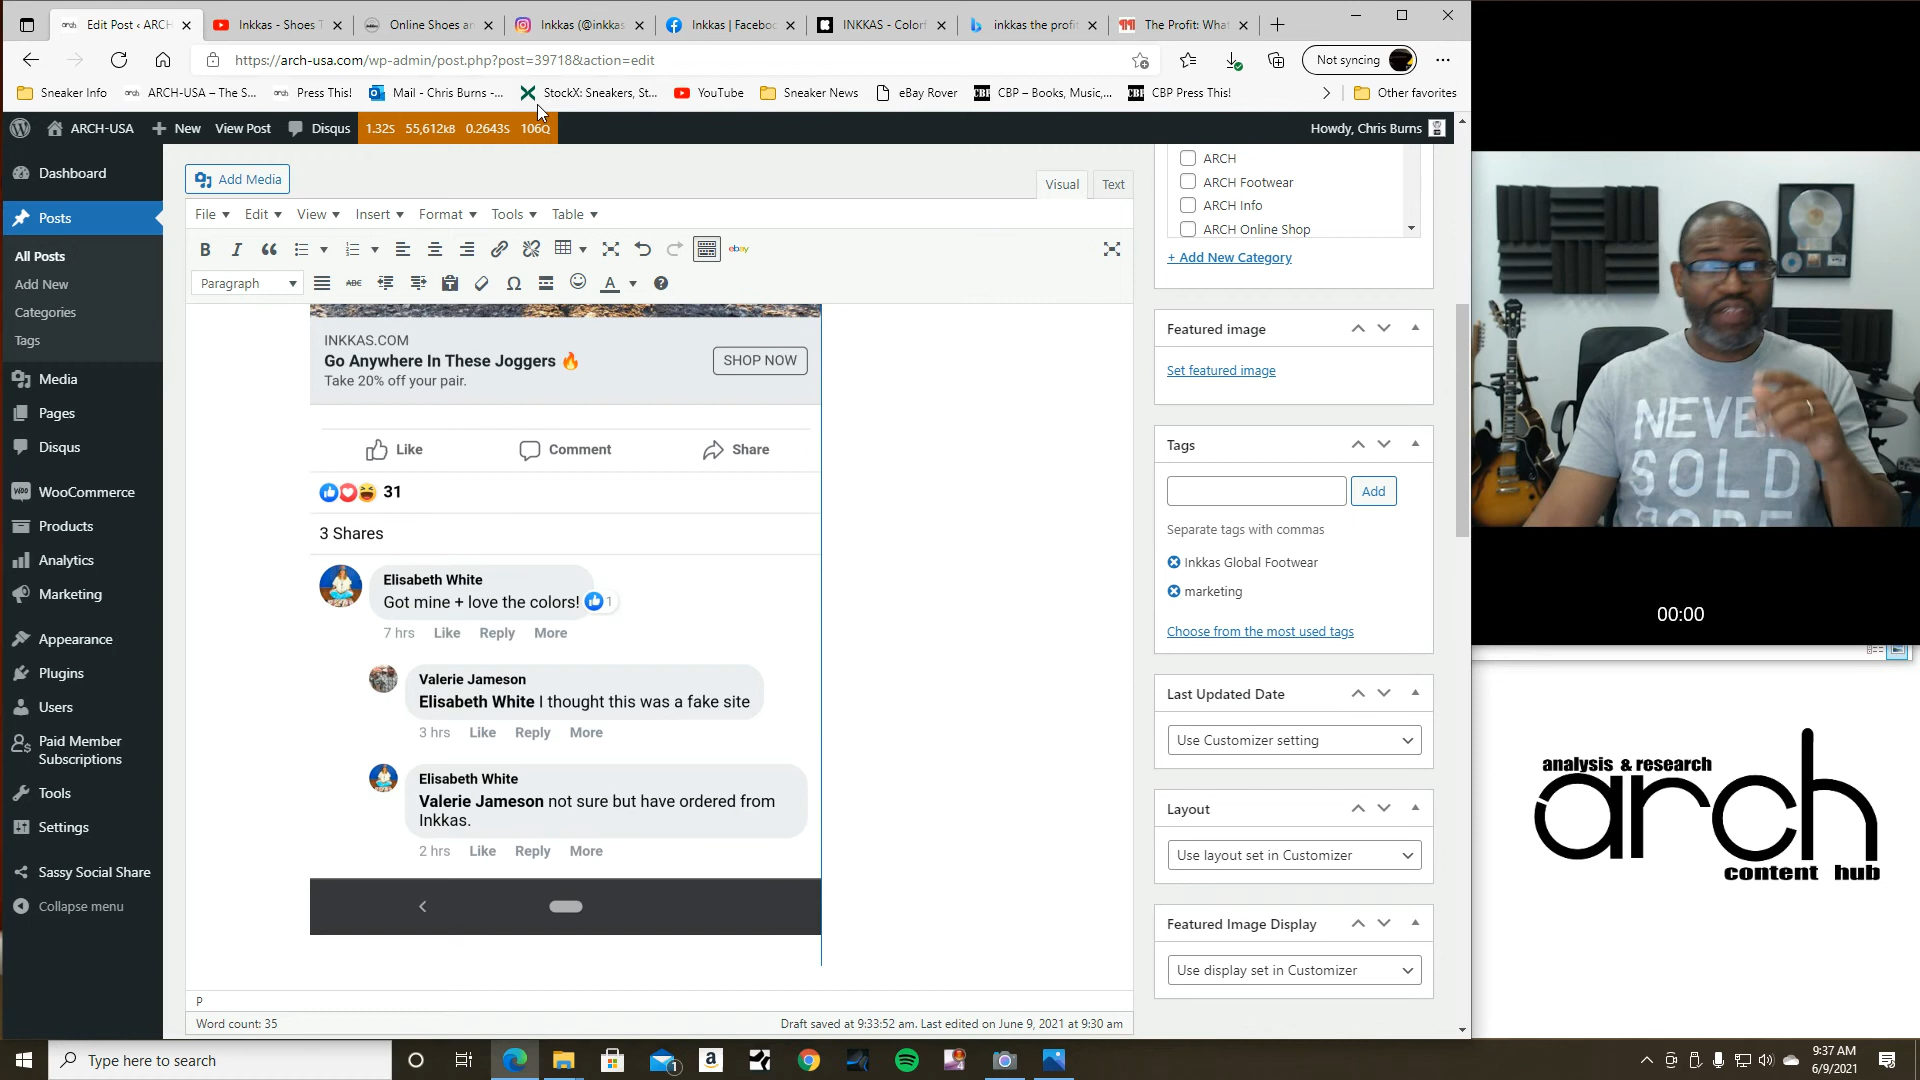 Edit Post ‹ ARCH
Inkkas - Shoes T
Online Shoes an
Inkkas (@inkkas
Inkkas | Faceboo
INKKAS - Colorf
inkkas the profit
The Profit: What
https://arch-usa.com/wp-admin/post.php?post=39718&action=edit
Not syncing
Sneaker Info
ARCH-USA – The S...
Press This!
Mail - Chris Burns -...
StockX: Sneakers, St...
YouTube
Sneaker News
eBay Rover
CBP – Books, Music,...
CBP Press This!
Other favorites
ARCH-USA
New
View Post
Disqus
1.32S 55,612KB 0.2643S 106Q
Howdy, Chris Burns
Dashboard
Posts
All Posts
Add New
Categories
Tags
Media
Pages
Disqus
WooCommerce
Products
Analytics
Marketing
Appearance
Plugins
Users
Paid Member
Subscriptions
Tools
Settings
Sassy Social Share
Collapse menu
Add Media
Visual
Text
File
Edit
View
Insert
Format
Tools
Table
ebay
Paragraph
ABC
INKKAS.COM
Go Anywhere In These Joggers 🔥
Take 20% off your pair.
SHOP NOW
Like
Comment
Share
31
3 Shares
Elisabeth White
Got mine + love the colors!
1
7 hrs Like Reply More
Valerie Jameson
Elisabeth White I thought this was a fake site
3 hrs Like Reply More
Elisabeth White
Valerie Jameson not sure but have ordered from
Inkkas.
2 hrs Like Reply More
P
Word count: 35
Draft saved at 9:33:52 am. Last edited on June 9, 2021 at 9:30 am
ARCH
ARCH Footwear
ARCH Info
ARCH Online Shop
+ Add New Category
Featured image
Set featured image
Tags
Add
Separate tags with commas
Inkkas Global Footwear
marketing
Choose from the most used tags
Last Updated Date
Use Customizer setting
Layout
Use layout set in Customizer
Featured Image Display
Use display set in Customizer
NEVE
SOLD
00:00
analysis & research
arch
content hub
Type here to search
1
9:37 AM
6/9/2021